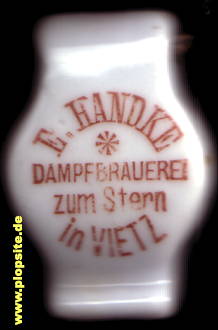 E. HANDKE
DAMPFBRAUEREI
zum Stern
in VIETZ
© www.plopsite.de